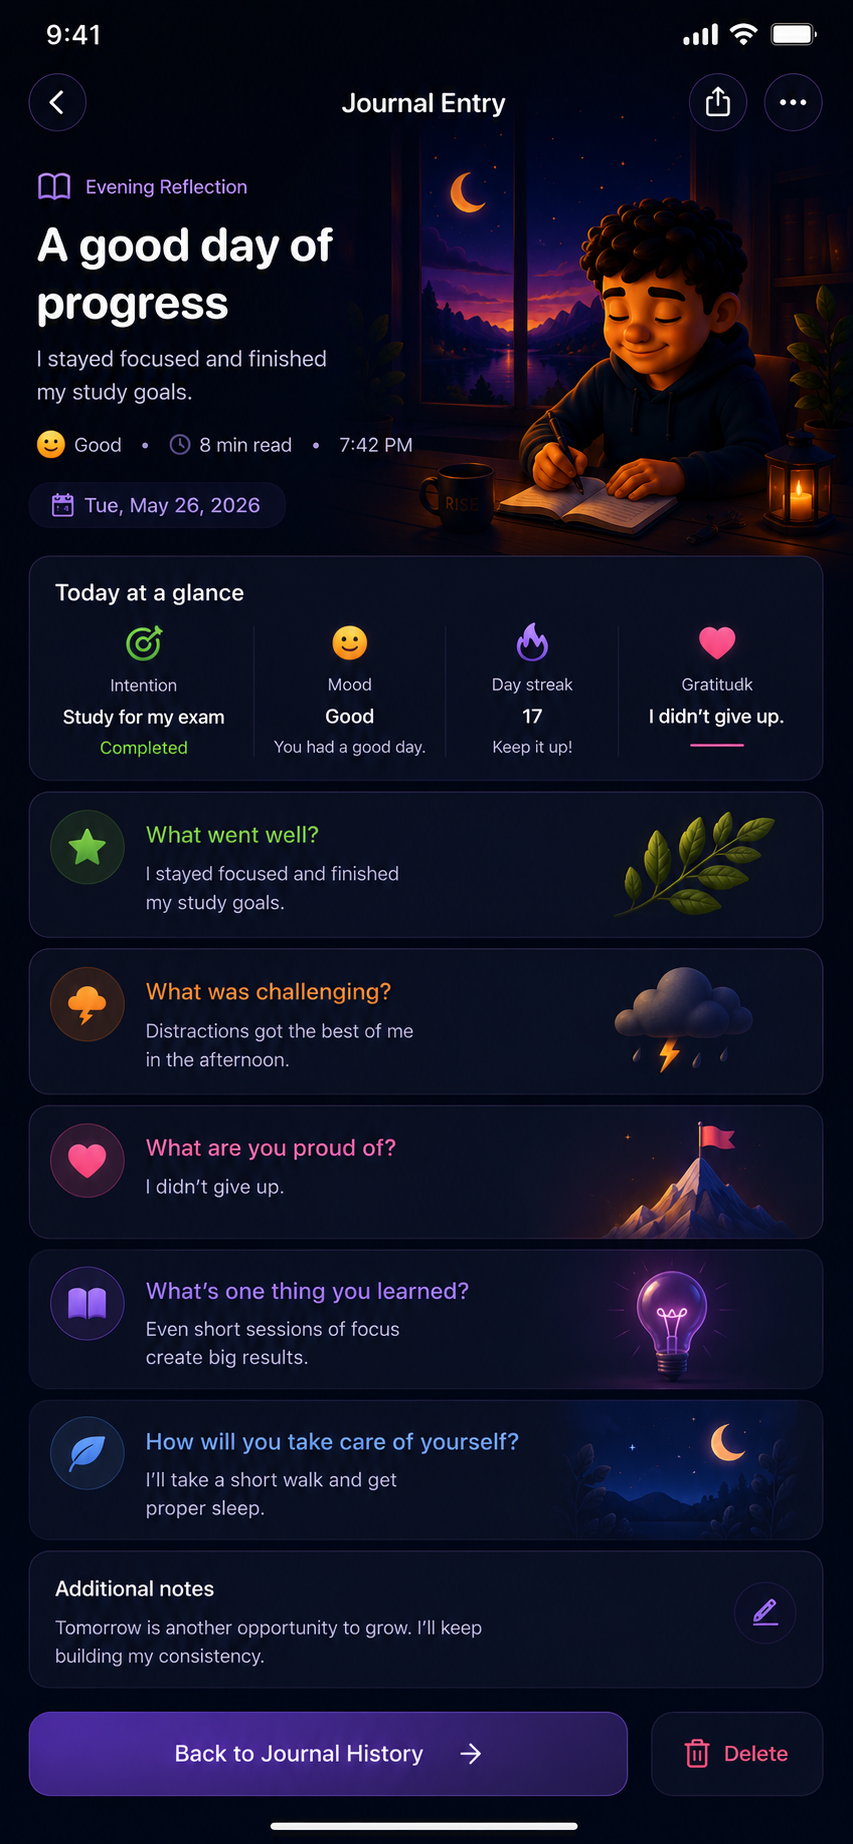 9:41
Journal Entry
Evening Reflection
A good day of
progress
I stayed focused and finished
my study goals.
Good • 8 min read • 7:42 PM
RISE
Tue, May 26, 2026
Today at a glance
Intention
Study for my exam
Completed
Mood
Good
You had a good day.
Day streak
17
Keep it up!
Gratitudk
I didn't give up.
What went well?
I stayed focused and finished
my study goals.
What was challenging?
Distractions got the best of me
in the afternoon.
What are you proud of?
I didn't give up.
What's one thing you learned?
Even short sessions of focus
create big results.
How will you take care of yourself?
I'll take a short walk and get
proper sleep.
Additional notes
Tomorrow is another opportunity to grow. I'll keep
building my consistency.
Back to Journal History →
Delete